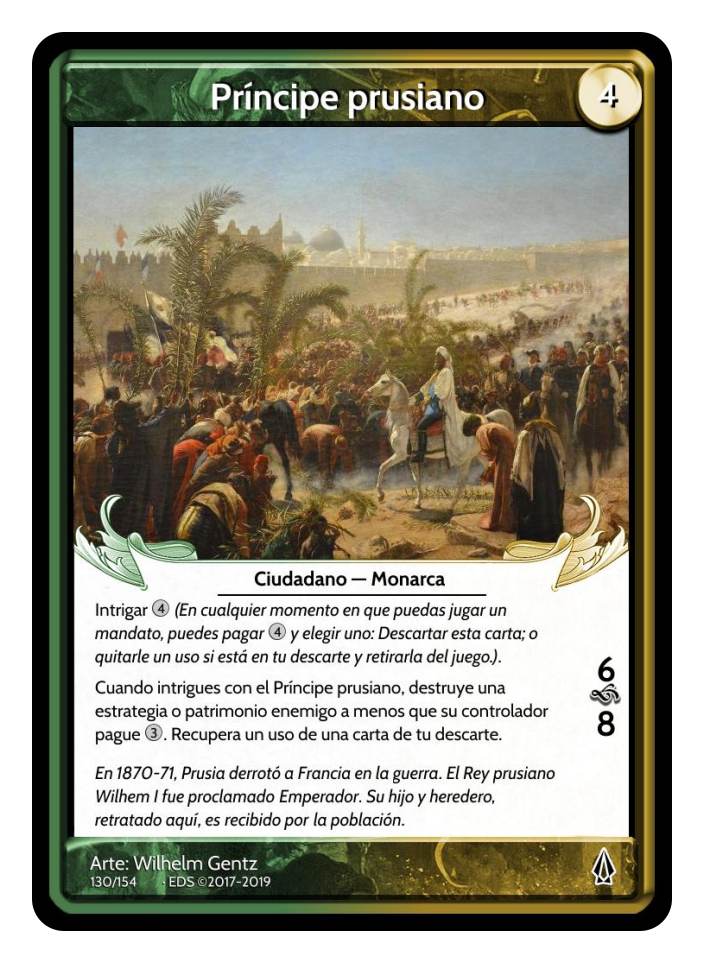 Príncipe prusiano
4
Ciudadano — Monarca
Intrigar 4 (En cualquier momento en que puedas jugar un
mandato, puedes pagar 4 y elegir uno: Descartar esta carta; o
quitarle un uso si está en tu descarte y retirarla del juego.).
Cuando intrigues con el Príncipe prusiano, destruye una
estrategia o patrimonio enemigo a menos que su controlador
pague 3. Recupera un uso de una carta de tu descarte.
6
8
En 1870-71, Prusia derrotó a Francia en la guerra. El Rey prusiano
Wilhem I fue proclamado Emperador. Su hijo y heredero,
retratado aquí, es recibido por la población.
Arte: Wilhelm Gentz
130/154 · EDS ©2017-2019